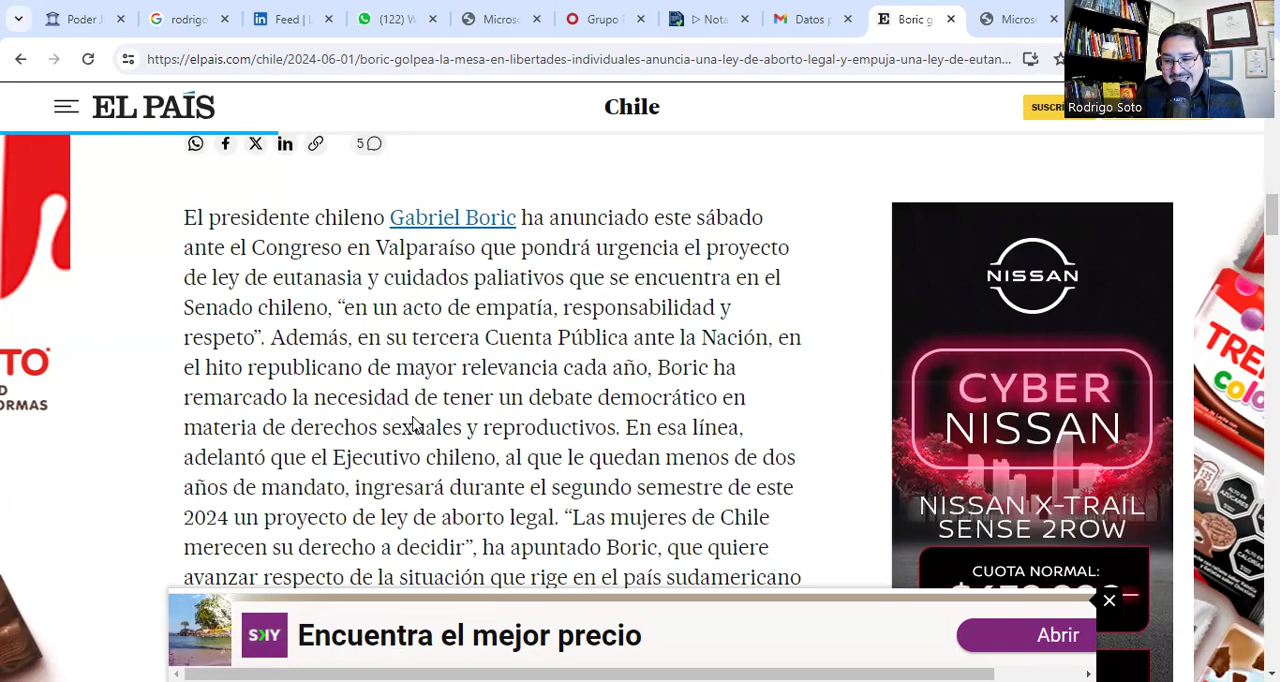 Poder J
rodrigo
Feed | L
(122) W
Micros
Grupo
▷ Nota
Datos p
Boric g
Micros
https://elpais.com/chile/2024-06-01/boric-golpea-la-mesa-en-libertades-individuales-anuncia-una-ley-de-aborto-legal-y-empuja-una-ley-de-eutan...
Rodrigo Soto
EL PAÍS
Chile
SUSCRÍ
5
El presidente chileno Gabriel Boric ha anunciado este sábado
ante el Congreso en Valparaíso que pondrá urgencia el proyecto
de ley de eutanasia y cuidados paliativos que se encuentra en el
Senado chileno, “en un acto de empatía, responsabilidad y
respeto”. Además, en su tercera Cuenta Pública ante la Nación, en
el hito republicano de mayor relevancia cada año, Boric ha
remarcado la necesidad de tener un debate democrático en
materia de derechos sexuales y reproductivos. En esa línea,
adelantó que el Ejecutivo chileno, al que le quedan menos de dos
años de mandato, ingresará durante el segundo semestre de este
2024 un proyecto de ley de aborto legal. “Las mujeres de Chile
merecen su derecho a decidir”, ha apuntado Boric, que quiere
avanzar respecto de la situación que rige en el país sudamericano
NISSAN
CYBER
NISSAN
NISSAN X-TRAIL
SENSE 2ROW
CUOTA NORMAL:
TO
D
ORMAS
TRE
colo
SKY
Encuentra el mejor precio
Abrir